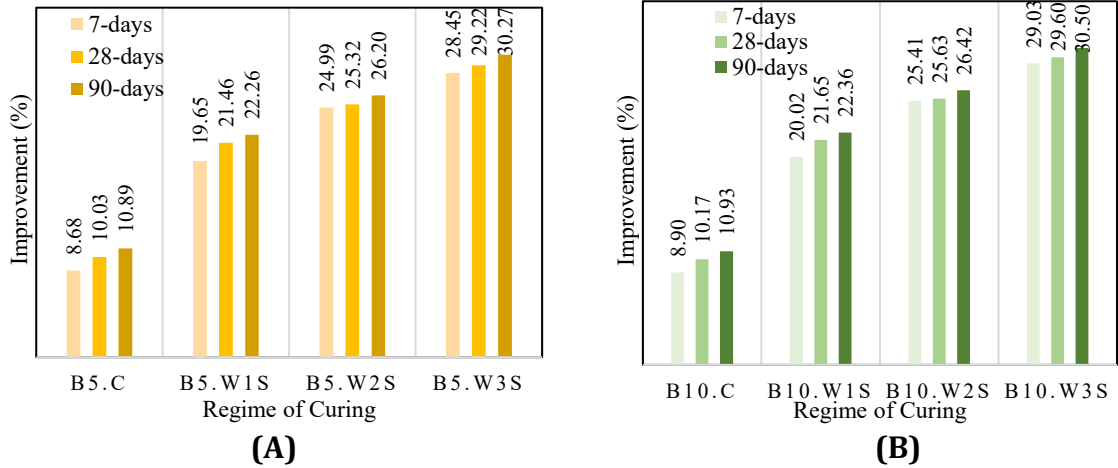 7-days
28-days
90-days
8.68
10.03
10.89
19.65
21.46
22.26
24.99
25.32
26.20
28.45
29.22
30.27
Improvement (%)
B5.C B5.W1S B5.W2S B5.W3S
Regime of Curing
(A)
7-days
28-days
90-days
8.90
10.17
10.93
20.02
21.65
22.36
25.41
25.63
26.42
29.03
29.60
30.50
Improvement (%)
B10.C B10.W1S B10.W2S B10.W3S
Regime of Curing
(B)